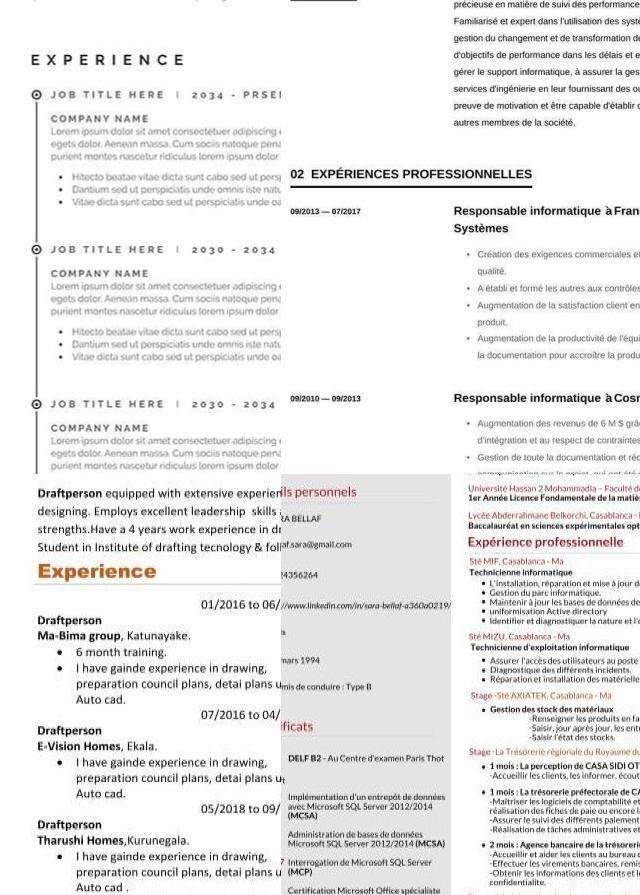 EXPERIENCE
JOB TITLE HERE | 2034 - PRSE
COMPANY NAME
Lorem ipsum dolor sit amet consectetuer adipiscing
egets dolor. Aenean massa. Cum sociis natoque pena
purient montes nascetur ridiculus lorem ipsum dolor
• Hitecto beatae vitae dicta sunt cabo sed ut persp
• Dantium sed ut perspiciatis unde omnis iste natu
• Vitae dicta sunt cabo sed ut perspiciatis unde oa
JOB TITLE HERE | 2030 - 2034
COMPANY NAME
Lorem ipsum dolor sit amet consectetuer adipiscing
egets dolor. Aenean massa. Cum sociis natoque pena
purient montes nascetur ridiculus lorem ipsum dolor
• Hitecto beatae vitae dicta sunt cabo sed ut persp
• Dantium sed ut perspiciatis unde omnis iste natu
• Vitae dicta sunt cabo sed ut perspiciatis unde oa
JOB TITLE HERE | 2030 - 2034
COMPANY NAME
Lorem ipsum dolor sit amet consectetuer adipiscing
egets dolor. Aenean massa. Cum sociis natoque pena
purient montes nascetur ridiculus lorem ipsum dolor
précieuse en matière de suivi des performance
Familiarisé et expert dans l'utilisation des systè
gestion du changement et de transformation de
d'objectifs de performance dans les délais et e
gérer le support informatique, à assurer la ges
services d'ingénierie en leur fournissant des ou
preuve de motivation et être capable d'établir d
autres membres de la société.
02 EXPÉRIENCES PROFESSIONNELLES
09/2013 — 07/2017
Responsable informatique à Fran
Systèmes
• Création des exigences commerciales et
qualité.
• A établi et formé les autres aux contrôles
• Augmentation de la satisfaction client en
produit.
• Augmentation de la productivité de l'équi
la documentation pour accroître la produ
09/2010 — 09/2013
Responsable informatique à Cosm
• Augmentation des revenus de 6 M $ grâ
d'intégration et au respect de contraintes
• Gestion de toute la documentation et réd
Draftperson equipped with extensive experien
designing. Employs excellent leadership skills
strengths.Have a 4 years work experience in dr
Student in Institute of drafting tecnology & fol
Experience
01/2016 to 06/
Draftperson
Ma-Bima group, Katunayake.
• 6 month training.
• I have gainde experience in drawing,
preparation council plans, detai plans u
Auto cad.
07/2016 to 04/
Draftperson
E-Vision Homes, Ekala.
• I have gainde experience in drawing,
preparation council plans, detai plans u
Auto cad.
05/2018 to 09/
Draftperson
Tharushi Homes,Kurunegala.
• I have gainde experience in drawing,
preparation council plans, detai plans u
Auto cad .
ils personnels
RA BELLAF
af.sara@gmail.com
24356264
//www.linkedin.com/in/sara-bellaf-a360a0219/
mars 1994
mis de conduire : Type B
ificats
DELF B2 - Au Centre d'examen Paris Thot
Implémentation d'un entrepôt de données
avec Microsoft SQL Server 2012/2014
(MCSA)
Administration de bases de données
Microsoft SQL Server 2012/2014 (MCSA)
7 Interrogation de Microsoft SQL Server
(MCP)
Certification Microsoft Office spécialiste
Université Hassan 2 Mohammadia – Faculté de
1er Année Licence Fondamentale de la matiè
Lycée Abderrahmane Belkorchi, Casablanca -
Baccalauréat en sciences expérimentales opt
Expérience professionnelle
Sté MIF, Casablanca - Ma
Technicienne informatique
• L'installation, réparation et mise à jour d
• Gestion du parc informatique.
• Maintenir à jour les bases de données de
• uniformisation Active directory
• Identifier et diagnostiquer la nature et l'o
Sté MIZU, Casablanca - Ma
Technicienne d'exploitation informatique
• Assurer l'accès des utilisateurs au poste
• Diagnostique des différents incidents.
• Réparation et installation des matérielle
Stage -Sté AXIATEK, Casablanca - Ma
• Gestion des stock des matériaux
-Renseigner les produits en fa
-Saisir, jour après jour, les entr
-Saisir l'état des stocks.
Stage -La Trésorerie régionale du Royaume du
• 1 mois : La perception de CASA SIDI OT
-Accueillir les clients, les informer, écout
• 1 mois : La trésorerie préfectorale de CA
-Maîtriser les logiciels de comptabilité et
réalisation des fiches de paie ou encore l
-Assurer le suivi des différents paiement
-Réalisation de tâches administratives et
• 2 mois : Agence bancaire de la trésorerie
-Accueillir et aider les clients au bureau d
-Effectuer les virements bancaires, remis
-Obtenir les informations des clients et
confidentialité.